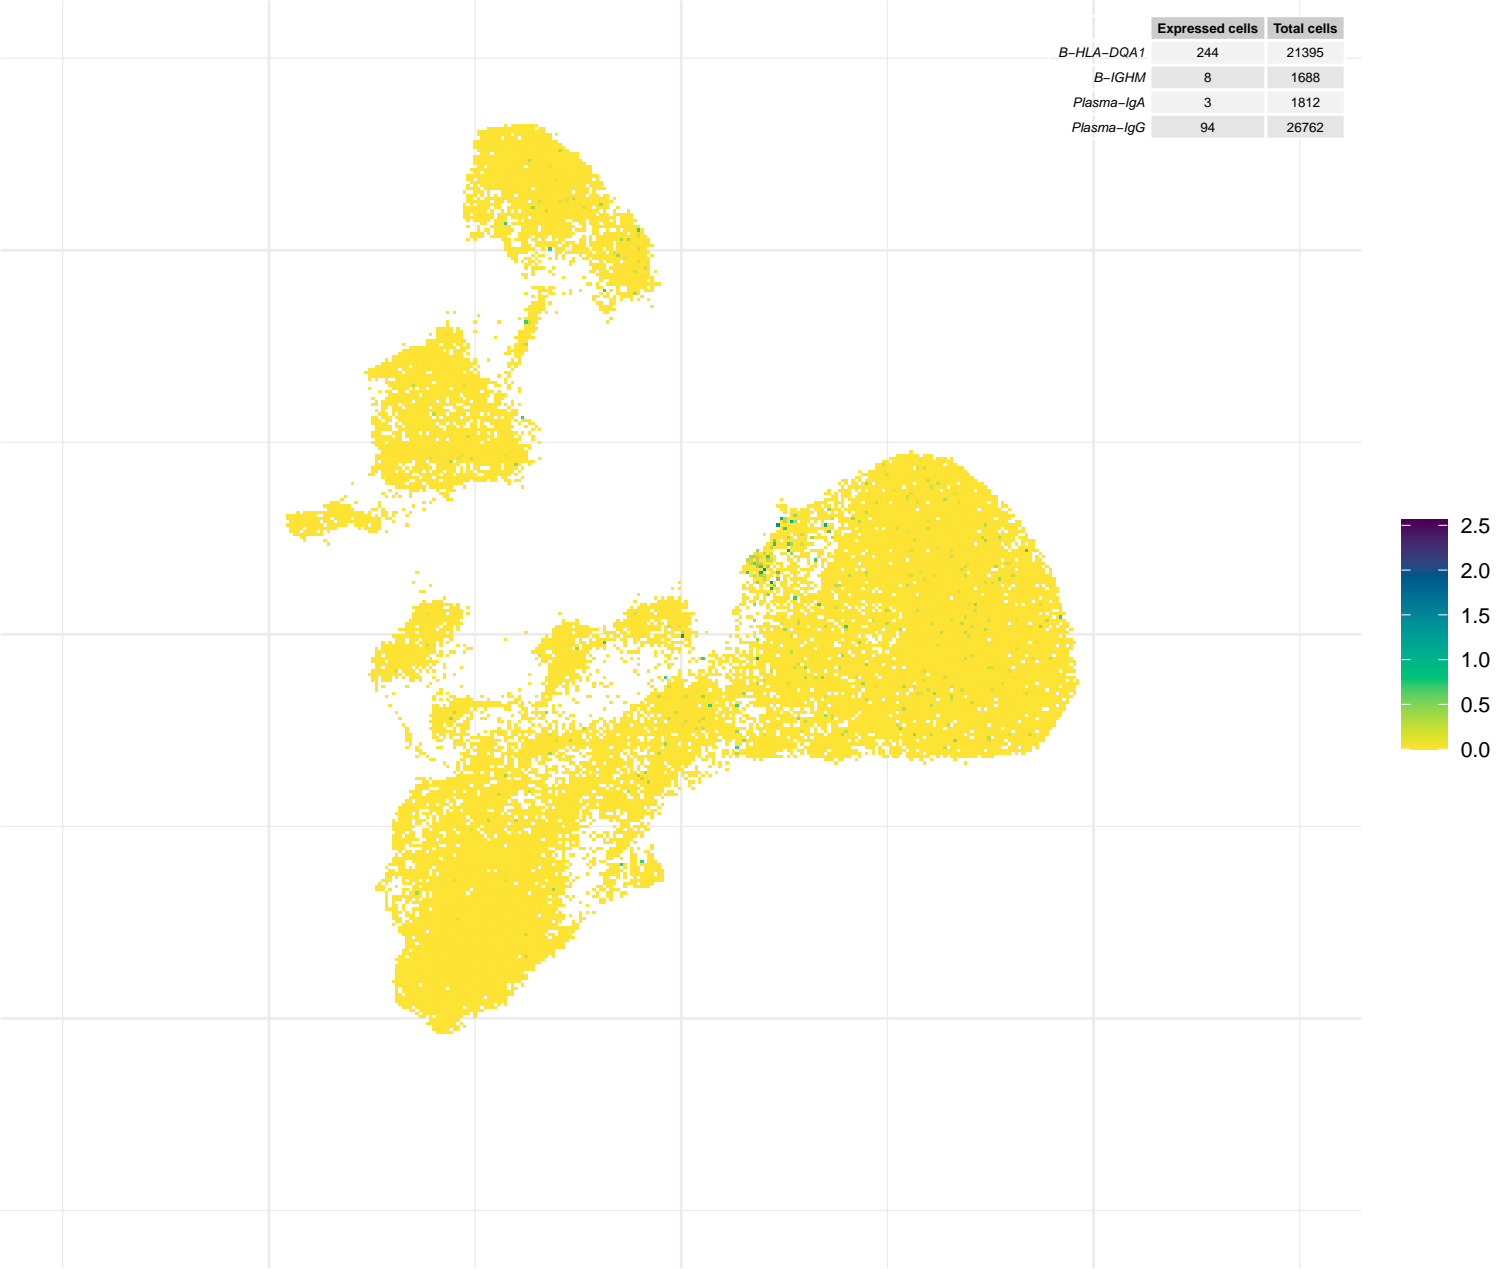 Expressed cells Total cells
B−HLA−DQA1 244 21395
B−IGHM 8 1688
Plasma−IgA 3 1812
Plasma−IgG 94 26762
2.5
2.0
1.5
1.0
0.5
0.0